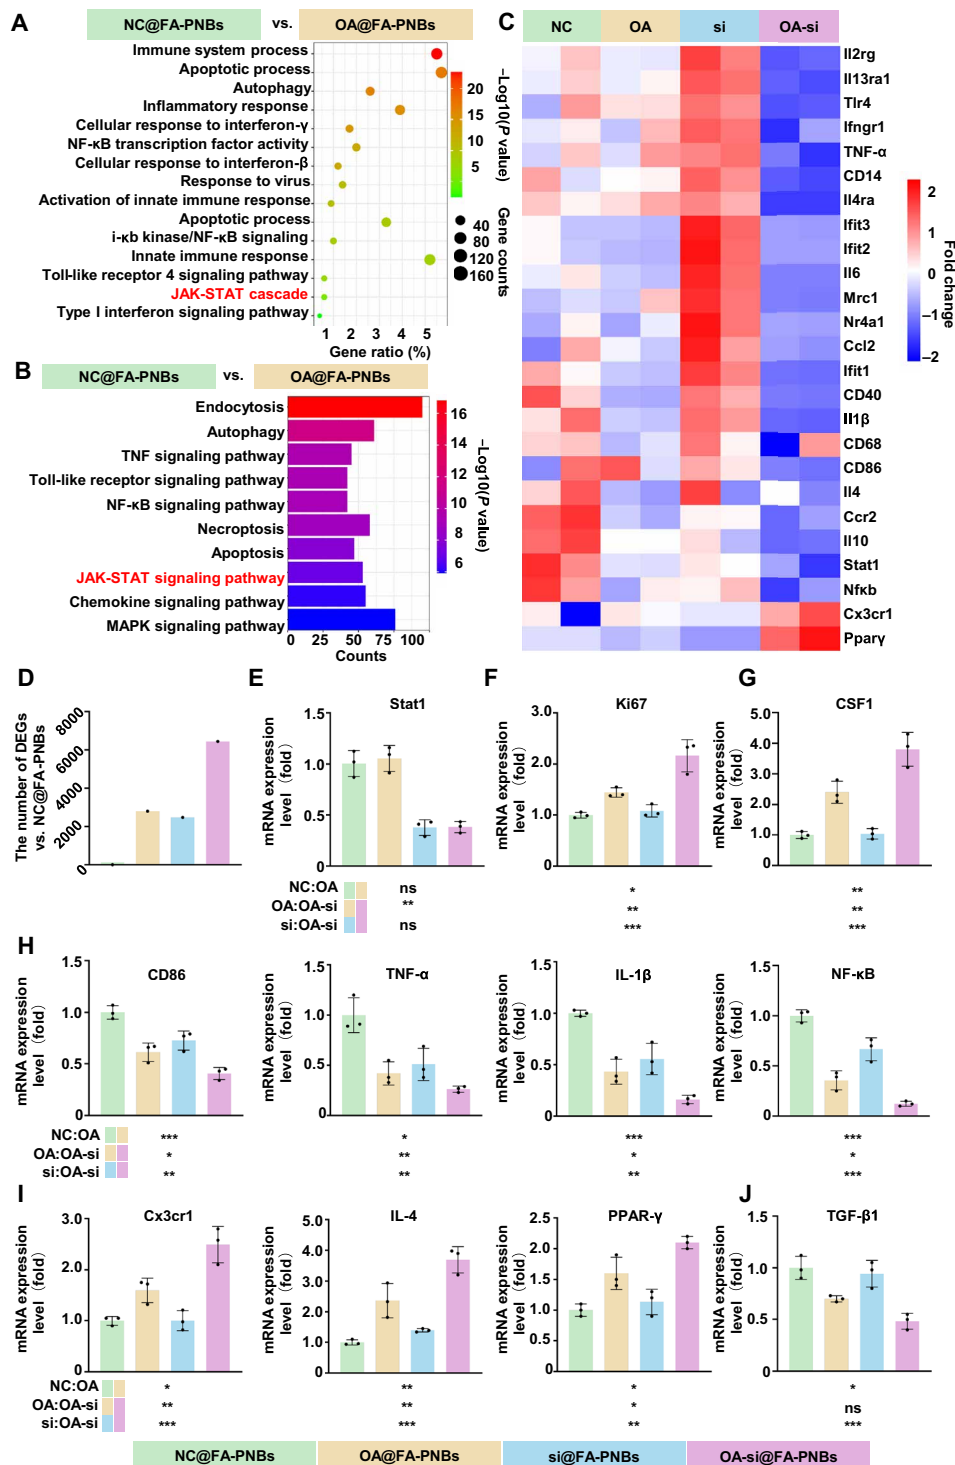 A
NC@FA-PNBs vs. OA@FA-PNBs
Immune system process
Apoptotic process
Autophagy
Inflammatory response
Cellular response to interferon-γ
NF-κB transcription factor activity
Cellular response to interferon-β
Response to virus
Activation of innate immune response
Apoptotic process
i-κb kinase/NF-κB signaling
Innate immune response
Toll-like receptor 4 signaling pathway
JAK-STAT cascade
Type I interferon signaling pathway
1 2 3 4 5
Gene ratio (%)
20
15
10
5
−Log10(P value)
40
80
120
160
Gene counts
B
NC@FA-PNBs vs. OA@FA-PNBs
Endocytosis
Autophagy
TNF signaling pathway
Toll-like receptor signaling pathway
NF-κB signaling pathway
Necroptosis
Apoptosis
JAK-STAT signaling pathway
Chemokine signaling pathway
MAPK signaling pathway
0 25 50 75 100
Counts
16
14
12
10
8
6
−Log10(P value)
C
NC OA si OA-si
Il2rg
Il13ra1
Tlr4
Ifngr1
TNF-α
CD14
Il4ra
Ifit3
Ifit2
Il6
Mrc1
Nr4a1
Ccl2
Ifit1
CD40
Il1β
CD68
CD86
Il4
Ccr2
Il10
Stat1
Nfkb
Cx3cr1
Pparγ
2
1
0
−1
−2
Fold change
D
The number of DEGs
vs. NC@FA-PNBs
8000
6000
4000
2000
0
E
Stat1
mRNA expression
level (fold)
1.5
1.0
0.5
0
NC:OA ns
OA:OA-si **
si:OA-si ns
F
Ki67
mRNA expression
level (fold)
3.0
2.0
1.0
0
*
**
***
G
CSF1
mRNA expression
level (fold)
5.0
4.0
3.0
2.0
1.0
0
**
**
***
H
CD86
mRNA expression
level (fold)
1.5
1.0
0.5
0
NC:OA ***
OA:OA-si *
si:OA-si **
TNF-α
mRNA expression
level (fold)
1.5
1.0
0.5
0
*
**
**
IL-1β
mRNA expression
level (fold)
1.5
1.0
0.5
0
***
*
**
NF-κB
mRNA expression
level (fold)
1.5
1.0
0.5
0
***
*
***
I
Cx3cr1
mRNA expression
level (fold)
3.0
2.0
1.0
0
NC:OA *
OA:OA-si **
si:OA-si ***
IL-4
mRNA expression
level (fold)
5.0
4.0
3.0
2.0
1.0
0
**
**
***
PPAR-γ
mRNA expression
level (fold)
2.5
2.0
1.5
1.0
0.5
0
*
*
**
J
TGF-β1
mRNA expression
level (fold)
1.5
1.0
0.5
0
*
ns
***
NC@FA-PNBs OA@FA-PNBs si@FA-PNBs OA-si@FA-PNBs